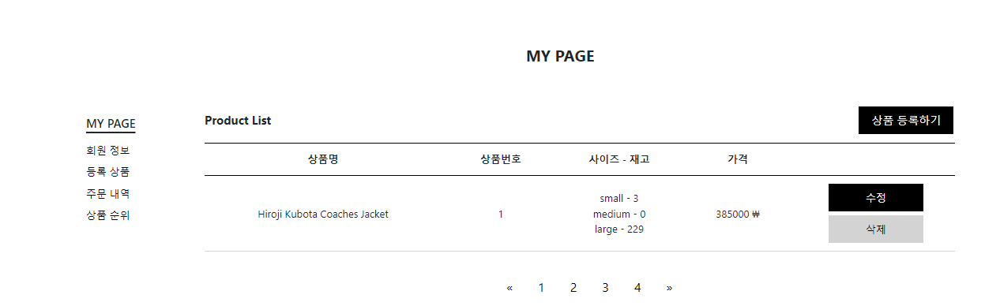 MY PAGE
MY PAGE
회원 정보
등록 상품
주문 내역
상품 순위
Product List
상품 등록하기
상품명 상품번호 사이즈 - 재고 가격
Hiroji Kubota Coaches Jacket 1
small - 3
medium - 0
large - 229
385000 ₩
수정
삭제
« 1 2 3 4 »